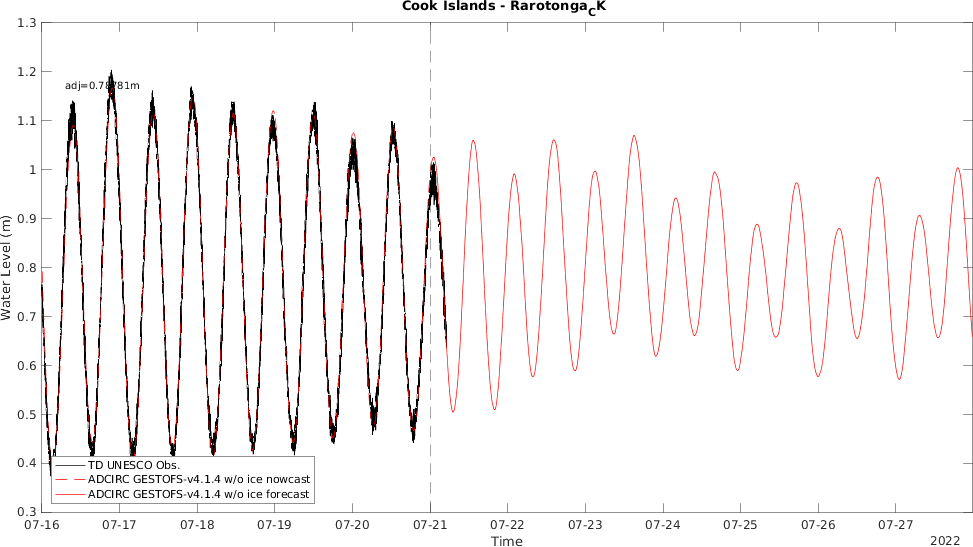 Cook Islands - Rarotonga_CK
1.3
1.2
1.1
1
0.9
0.8
0.7
0.6
0.5
0.4
0.3
Water Level (m)
adj=0.78781m
TD UNESCO Obs.
ADCIRC GESTOFS-v4.1.4 w/o ice nowcast
ADCIRC GESTOFS-v4.1.4 w/o ice forecast
07-16 07-17 07-18 07-19 07-20 07-21 07-22 07-23 07-24 07-25 07-26 07-27
Time
2022